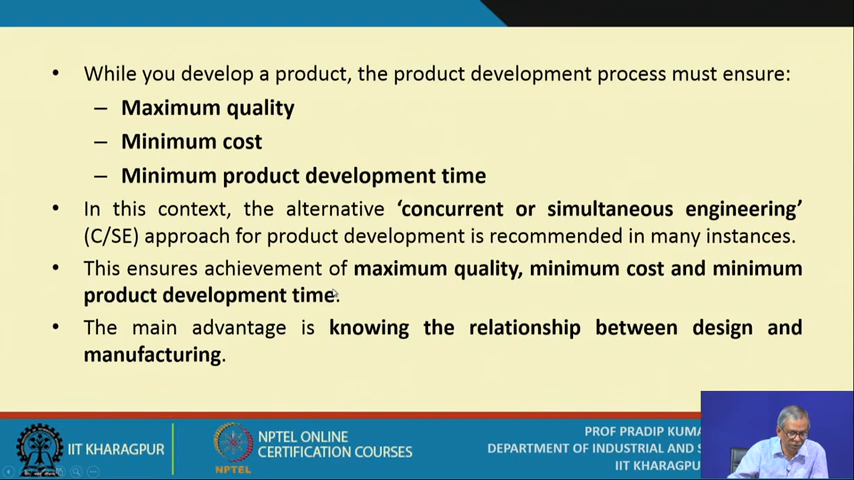 • While you develop a product, the product development process must ensure:
– Maximum quality
– Minimum cost
– Minimum product development time
• In this context, the alternative ‘concurrent or simultaneous engineering’
(C/SE) approach for product development is recommended in many instances.
• This ensures achievement of maximum quality, minimum cost and minimum
product development time.
• The main advantage is knowing the relationship between design and
manufacturing.
IIT KHARAGPUR
NPTEL
NPTEL ONLINE
CERTIFICATION COURSES
PROF PRADIP
DEPARTMENT OF INDUSTRIAL AND
IIT